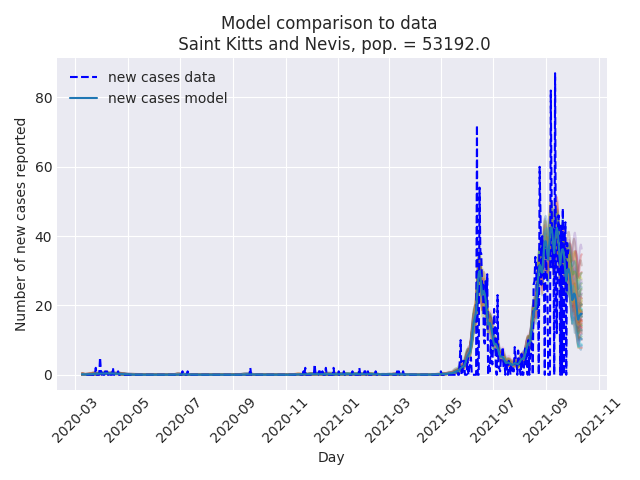 Model comparison to data
Saint Kitts and Nevis, pop. = 53192.0
new cases data
new cases model
Number of new cases reported
80
60
40
20
0
2020-03
2020-05
2020-07
2020-09
2020-11
2021-01
2021-03
2021-05
2021-07
2021-09
2021-11
Day